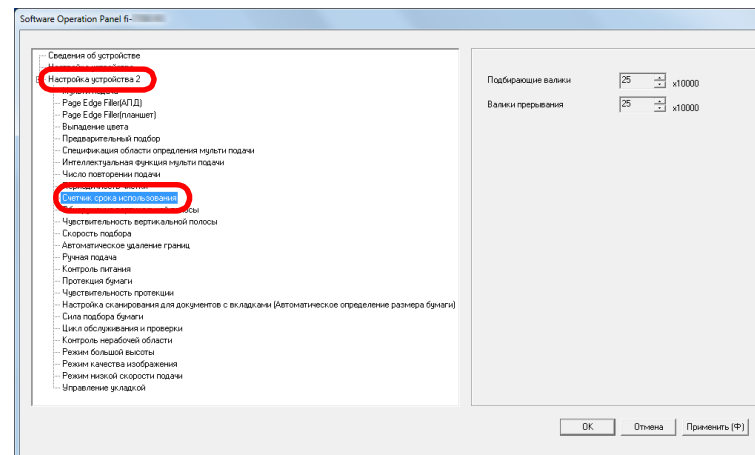 Software Operation Panel fi-
Сведения об устройстве
Настройка устройства 2
Page Edge Filler(АПД)
Page Edge Filler(планшет)
Выпадение цвета
Предварительный подбор
Спецификация области опредления мульти подачи
Интеллектуальная функция мульти подачи
Число повторении подачи
Счетчик срока использования
Чувствительность вертикальной полосы
Скорость подбора
Автоматическое удаление границ
Ручная подача
Контроль питания
Протекция бумаги
Чувствительность протекции
Настройка сканирования для документов с вкладками (Автоматическое определение размера бумаги)
Сила подбора бумаги
Цикл обслуживания и проверки
Контроль нерабочей области
Режим большой высоты
Режим качества изображения
Режим низкой скорости подачи
Управление укладкой
Подбирающие валики 25 x10000
Валики прерывания 25 x10000
OK Отмена Применить (Ф)